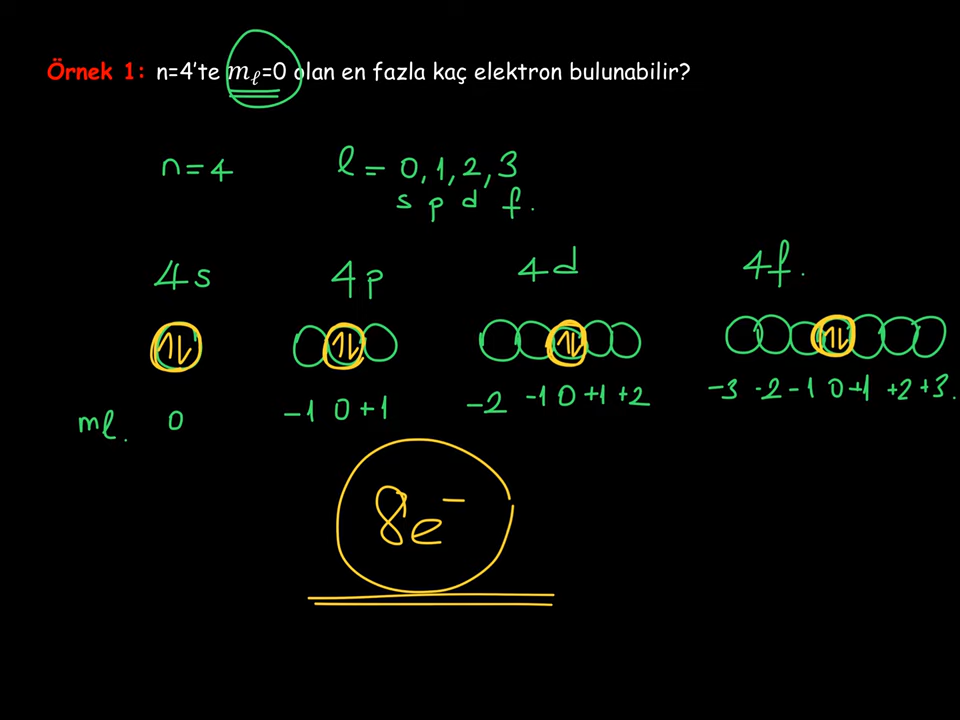 Örnek 1: n=4’te mℓ=0 olan en fazla kaç elektron bulunabilir?
n=4 ℓ = 0, 1, 2, 3
s p d f.
4s 4p 4d 4f.
↿⇂ ↿⇂ ↿⇂ ↿⇂
mℓ. 0 -1 0 +1 -2 -1 0 +1 +2 -3 -2 -1 0 +1 +2 +3.
8e⁻